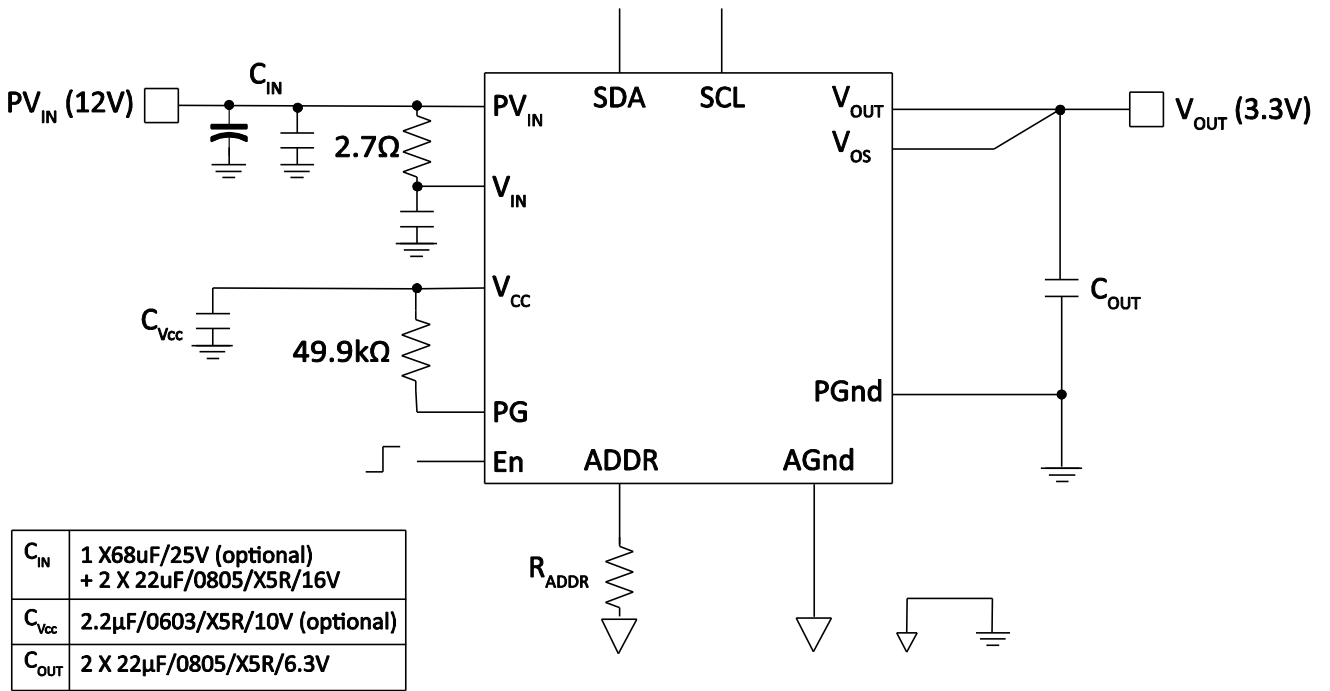 C_IN
PV_IN (12V)
PV_IN
SDA
SCL
V_OUT
V_OUT (3.3V)
2.7Ω
V_OS
V_IN
V_CC
C_OUT
C_Vcc
49.9kΩ
PGnd
PG
En
ADDR
AGnd
C_IN 1 X68uF/25V (optional)
+ 2 X 22uF/0805/X5R/16V
R_ADDR
C_Vcc 2.2µF/0603/X5R/10V (optional)
C_OUT 2 X 22µF/0805/X5R/6.3V